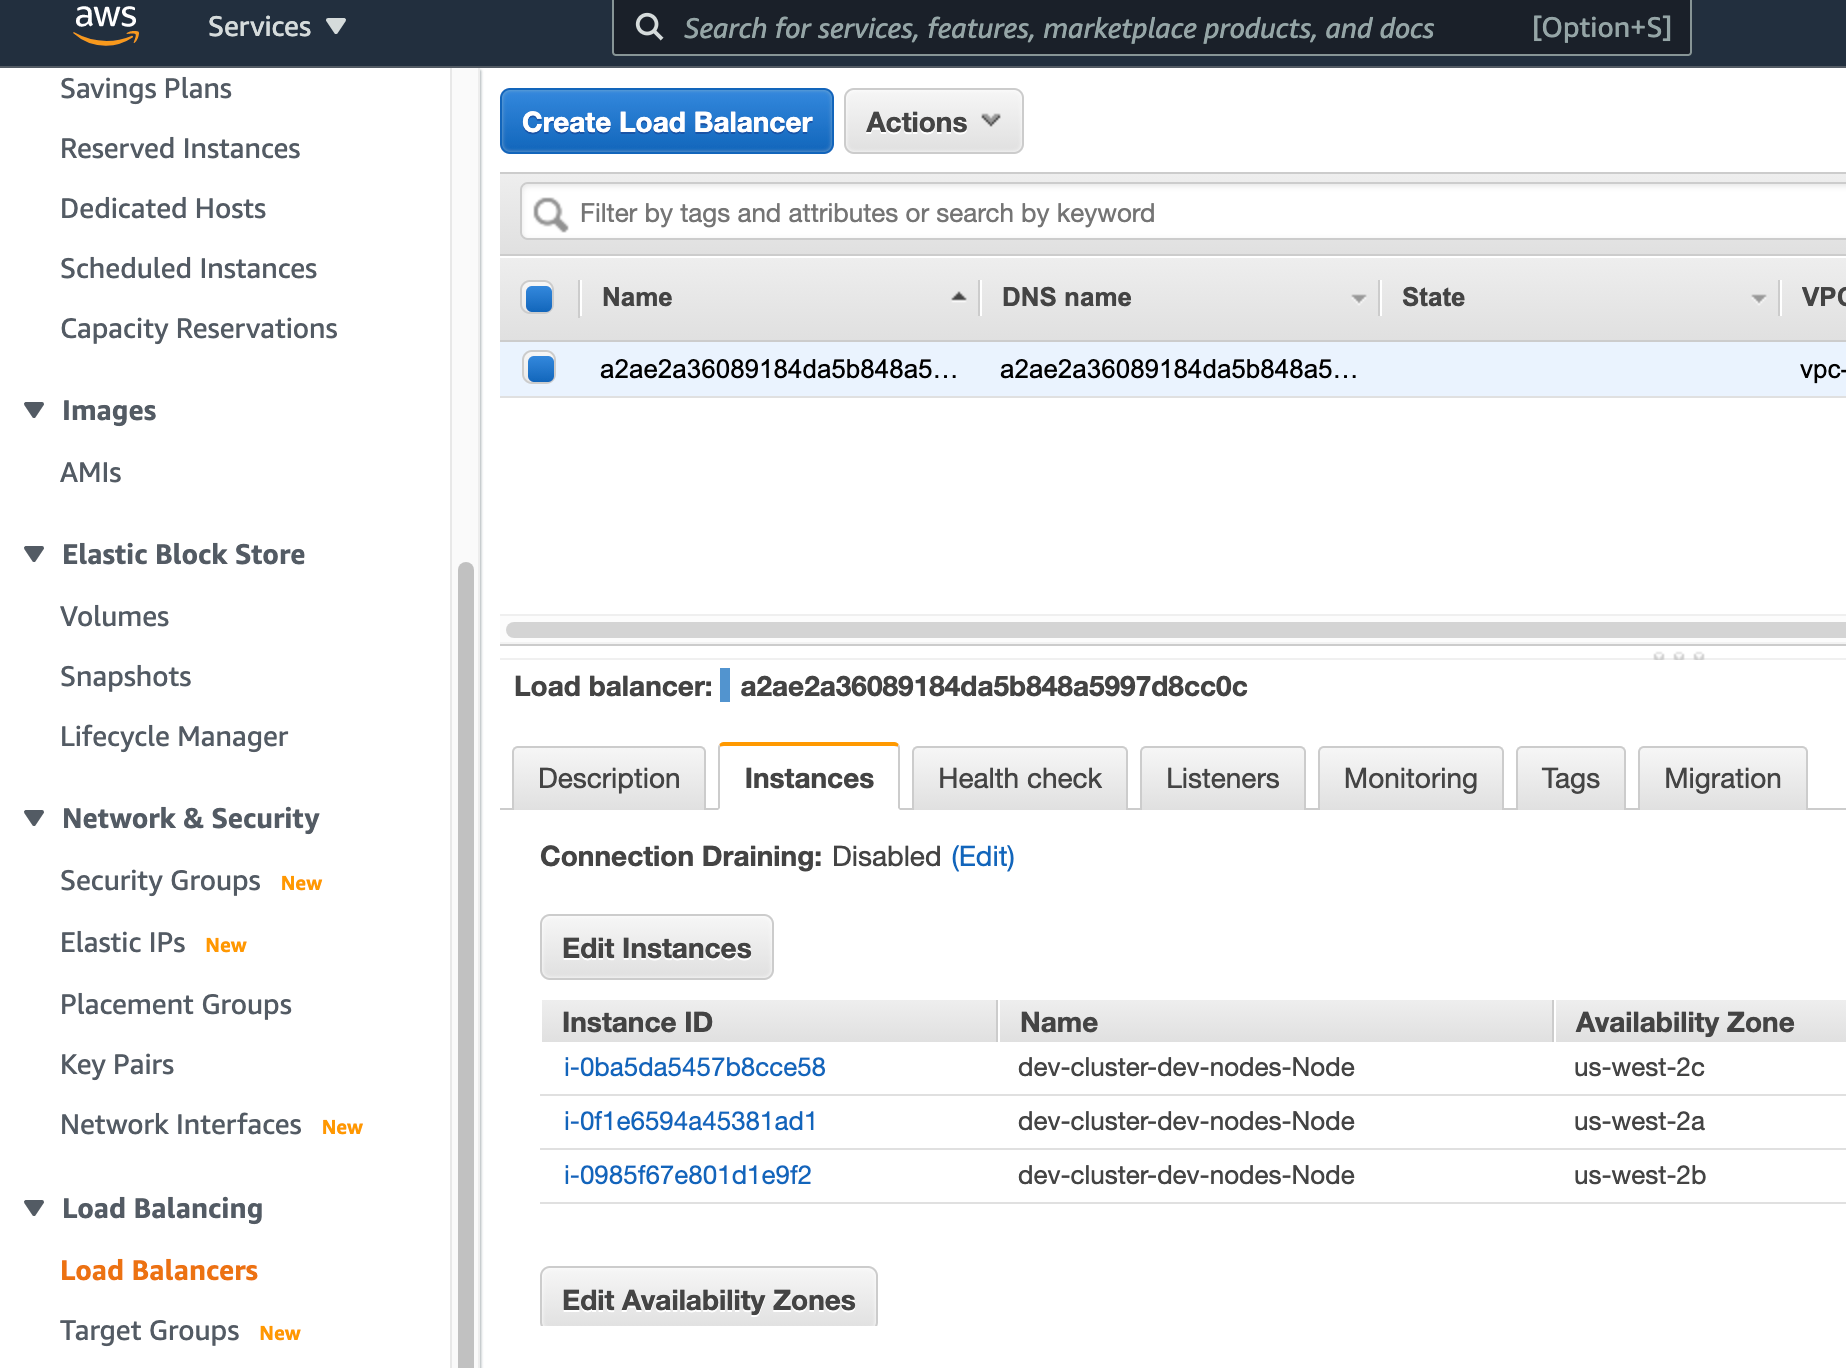 aws Services Search for services, features, marketplace products, and docs [Option+S]
Savings Plans
Reserved Instances
Dedicated Hosts
Scheduled Instances
Capacity Reservations
Images
AMIs
Elastic Block Store
Volumes
Snapshots
Lifecycle Manager
Network & Security
Security Groups New
Elastic IPs New
Placement Groups
Key Pairs
Network Interfaces New
Load Balancing
Load Balancers
Target Groups New
Create Load Balancer Actions
Filter by tags and attributes or search by keyword
Name DNS name State VPC
a2ae2a36089184da5b848a5... a2ae2a36089184da5b848a5... vpc-
Load balancer: a2ae2a36089184da5b848a5997d8cc0c
Description Instances Health check Listeners Monitoring Tags Migration
Connection Draining: Disabled (Edit)
Edit Instances
Instance ID Name Availability Zone
i-0ba5da5457b8cce58 dev-cluster-dev-nodes-Node us-west-2c
i-0f1e6594a45381ad1 dev-cluster-dev-nodes-Node us-west-2a
i-0985f67e801d1e9f2 dev-cluster-dev-nodes-Node us-west-2b
Edit Availability Zones